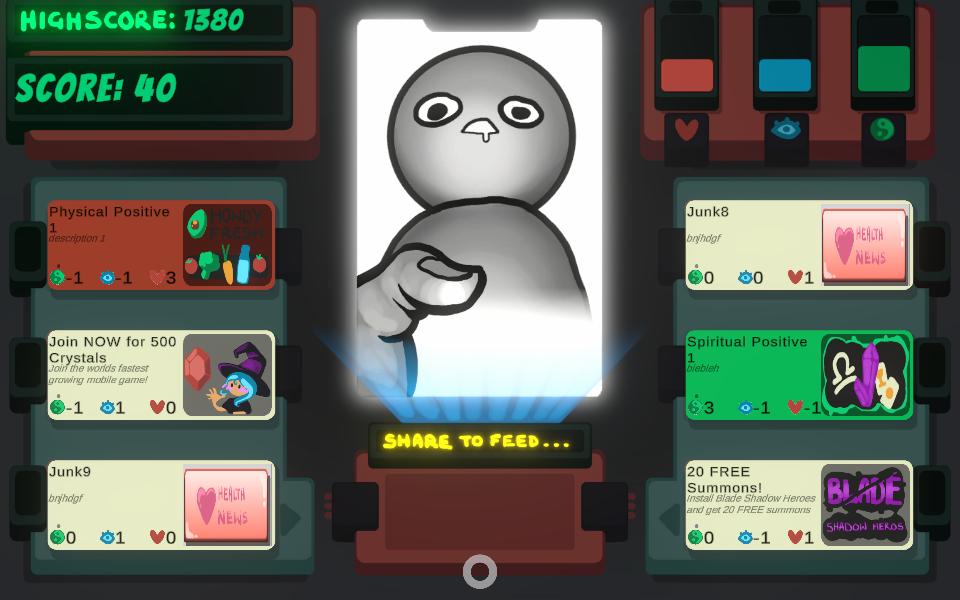 HIGHSCORE: 1380
SCORE: 40
Physical Positive
1
description 1
-1 -1 3
HOWDY
FRESH
Join NOW for 500
Crystals
Join the worlds fastest
growing mobile game!
-1 1 0
Junk9
bnjhdgf
0 1 0
HEALTH
NEWS
SHARE TO FEED...
Junk8
bnjhdgf
0 0 1
HEALTH
NEWS
Spiritual Positive
1
blebleh
3 -1 -1
20 FREE
Summons!
Install Blade Shadow Heroes
and get 20 FREE summons
0 -1 1
BLADE
SHADOW HEROS